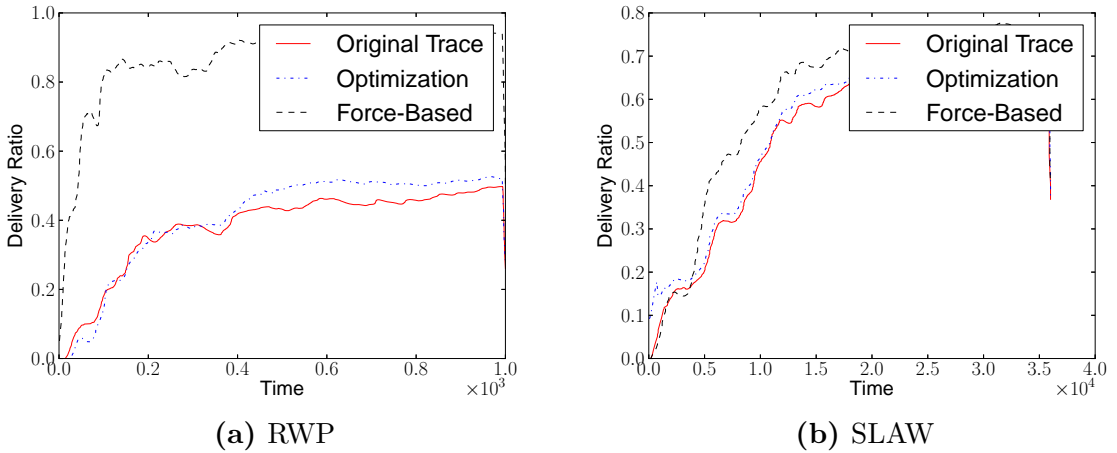 1.0
0.8
0.6
0.4
0.2
0.0
Delivery Ratio
Original Trace
Optimization
Force-Based
0.0 0.2 0.4 0.6 0.8 1.0
Time
×10³
(a) RWP
0.8
0.7
0.6
0.5
0.4
0.3
0.2
0.1
0.0
Delivery Ratio
Original Trace
Optimization
Force-Based
0.0 0.5 1.0 1.5 2.0 2.5 3.0 3.5 4.0
Time
×10⁴
(b) SLAW